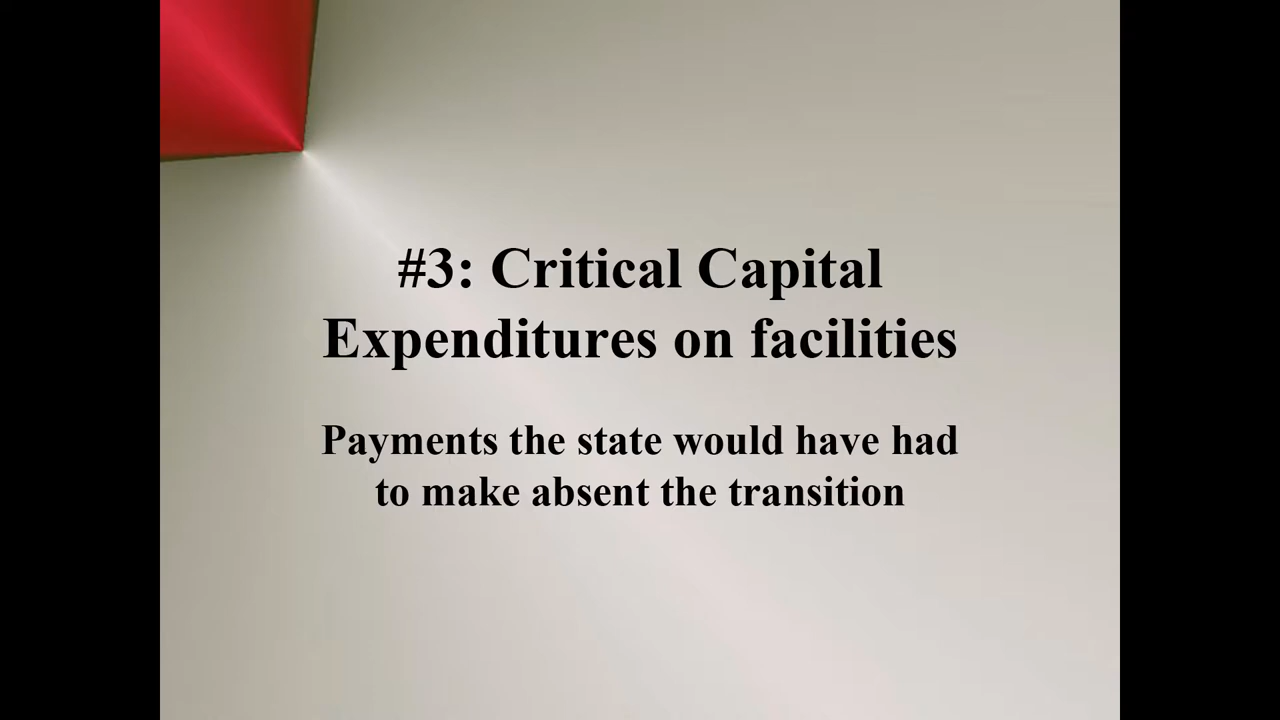 #3: Critical Capital
Expenditures on facilities
Payments the state would have had
to make absent the transition